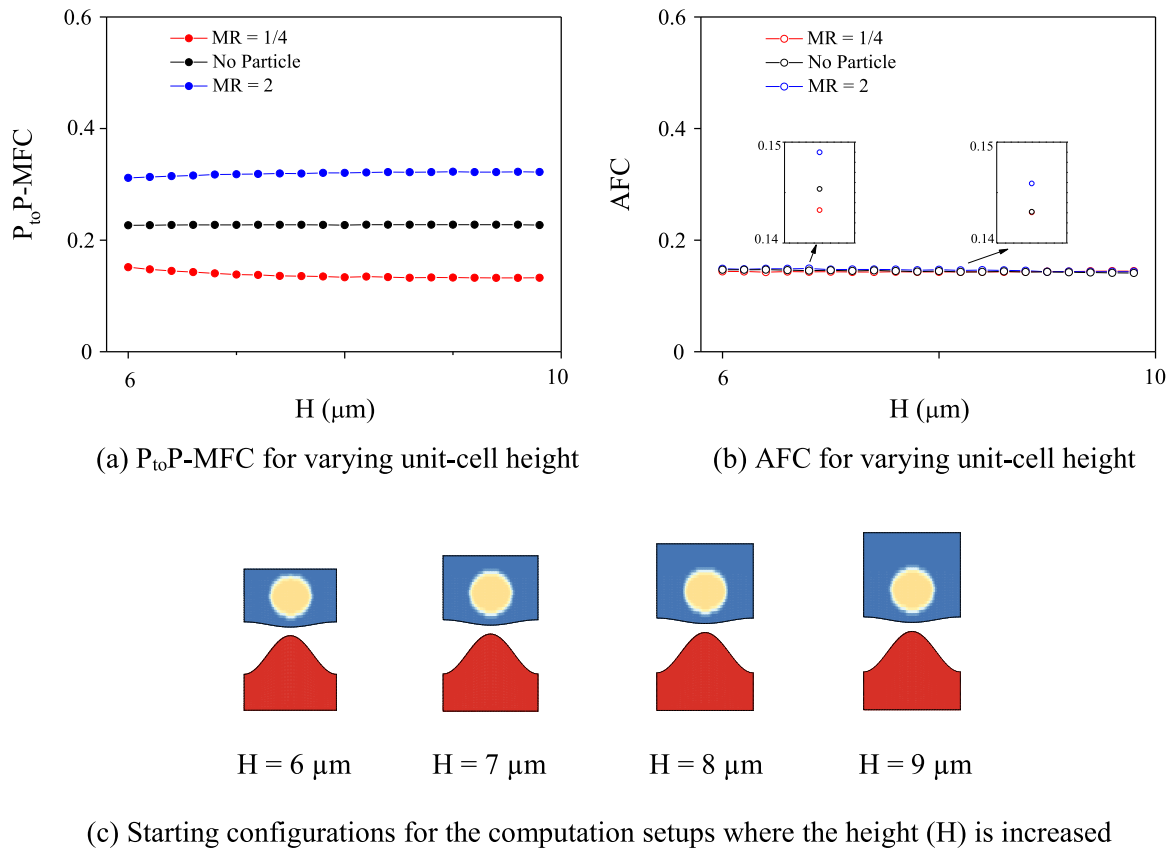 0.6
0.4
0.2
0
P_toP-MFC
MR = 1/4
No Particle
MR = 2
6
10
H (μm)
(a) P_toP-MFC for varying unit-cell height
0.6
0.4
0.2
0
AFC
MR = 1/4
No Particle
MR = 2
0.15
0.14
0.15
0.14
6
10
H (μm)
(b) AFC for varying unit-cell height
H = 6 μm
H = 7 μm
H = 8 μm
H = 9 μm
(c) Starting configurations for the computation setups where the height (H) is increased